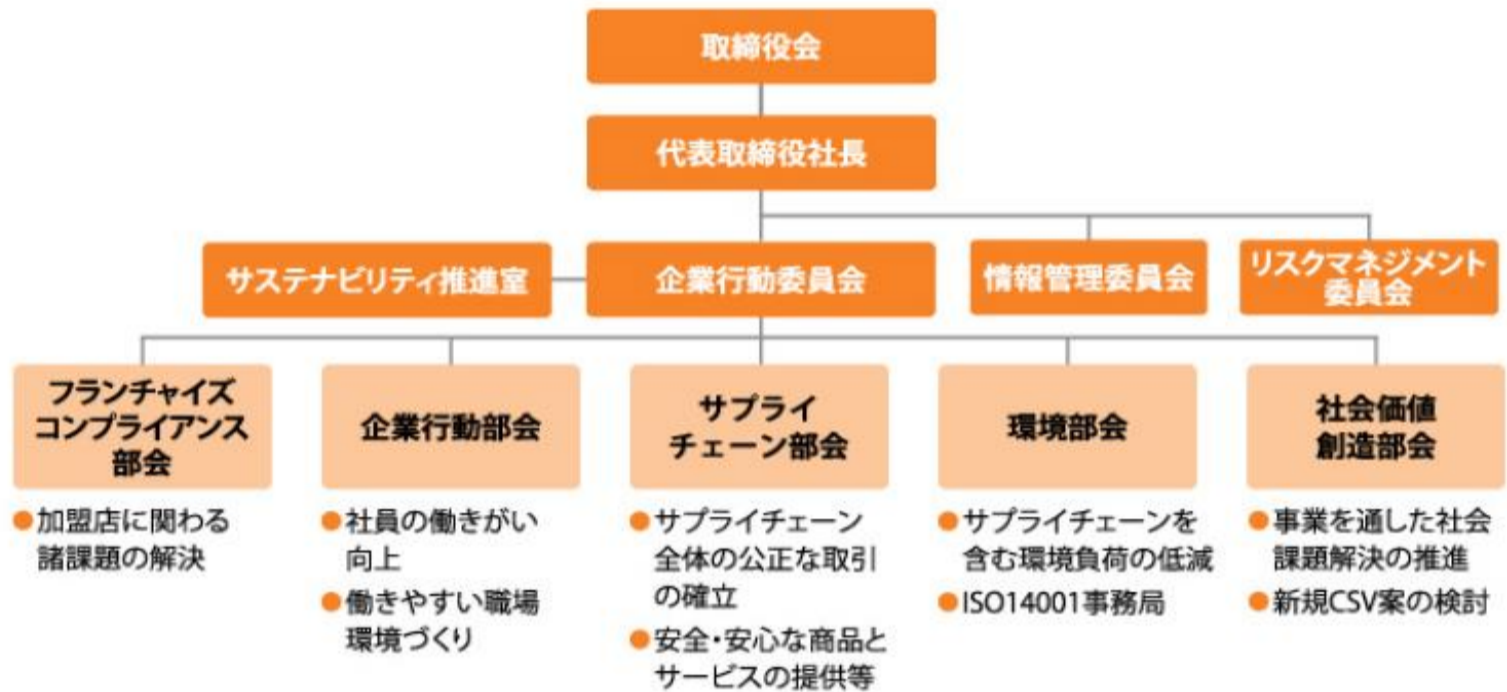 取締役会
代表取締役社長
サステナビリティ推進室
企業行動委員会
情報管理委員会
リスクマネジメント
委員会
フランチャイズ
コンプライアンス
部会
企業行動部会
サプライ
チェーン部会
環境部会
社会価値
創造部会
●加盟店に関わる
諸課題の解決
●社員の働きがい
向上
●働きやすい職場
環境づくり
●サプライチェーン
全体の公正な取引
の確立
●安全・安心な商品と
サービスの提供等
●サプライチェーンを
含む環境負荷の低減
●ISO14001事務局
●事業を通した社会
課題解決の推進
●新規CSV案の検討